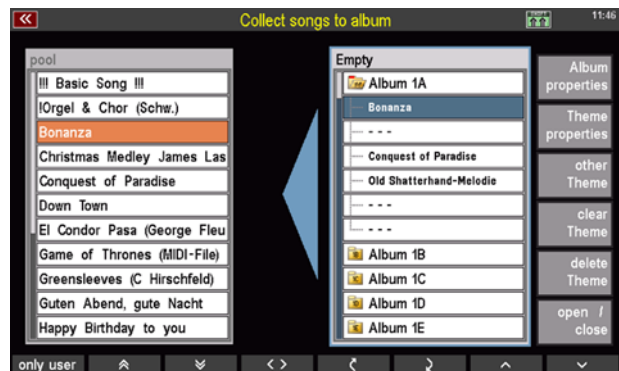 Collect songs to album
11:46
pool
!!! Basic Song !!!
!Orgel & Chor (Schw.)
Bonanza
Christmas Medley James Las
Conquest of Paradise
Down Town
El Condor Pasa (George Fleu
Game of Thrones (MIDI-File)
Greensleeves (C Hirschfeld)
Guten Abend, gute Nacht
Happy Birthday to you
Empty
Album 1A
Bonanza
- - -
Conquest of Paradise
Old Shatterhand-Melodie
- - -
- - -
Album 1B
Album 1C
Album 1D
Album 1E
Album
properties
Theme
properties
other
Theme
clear
Theme
delete
Theme
open /
close
only user